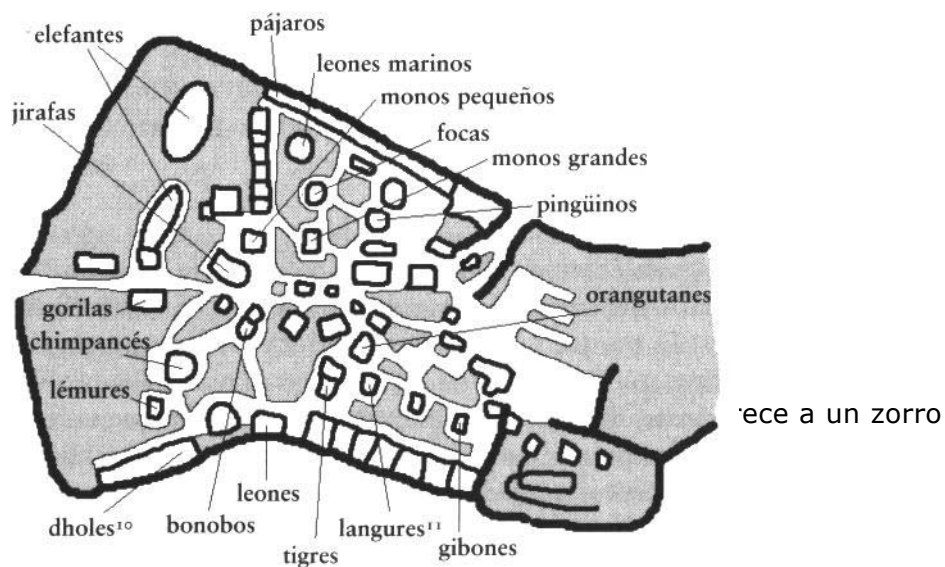 elefantes
pájaros
leones marinos
monos pequeños
jirafas
focas
monos grandes
pingüinos
orangutanes
gorilas
chimpancés
lémures
rece a un zorro
leones
dholes¹⁰
bonobos
langures¹¹
gibones
tigres